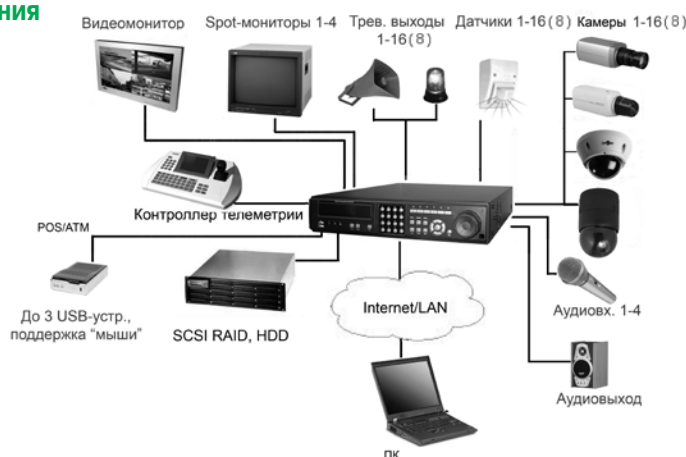 ния
Видеомонитор
Spot-мониторы 1-4
Трев. выходы
1-16(8)
Датчики 1-16(8)
Камеры 1-16(8)
Контроллер телеметрии
POS/ATM
До 3 USB-устр.,
поддержка “мыши”
SCSI RAID, HDD
Internet/LAN
Аудиовх. 1-4
Аудиовыход
ПК